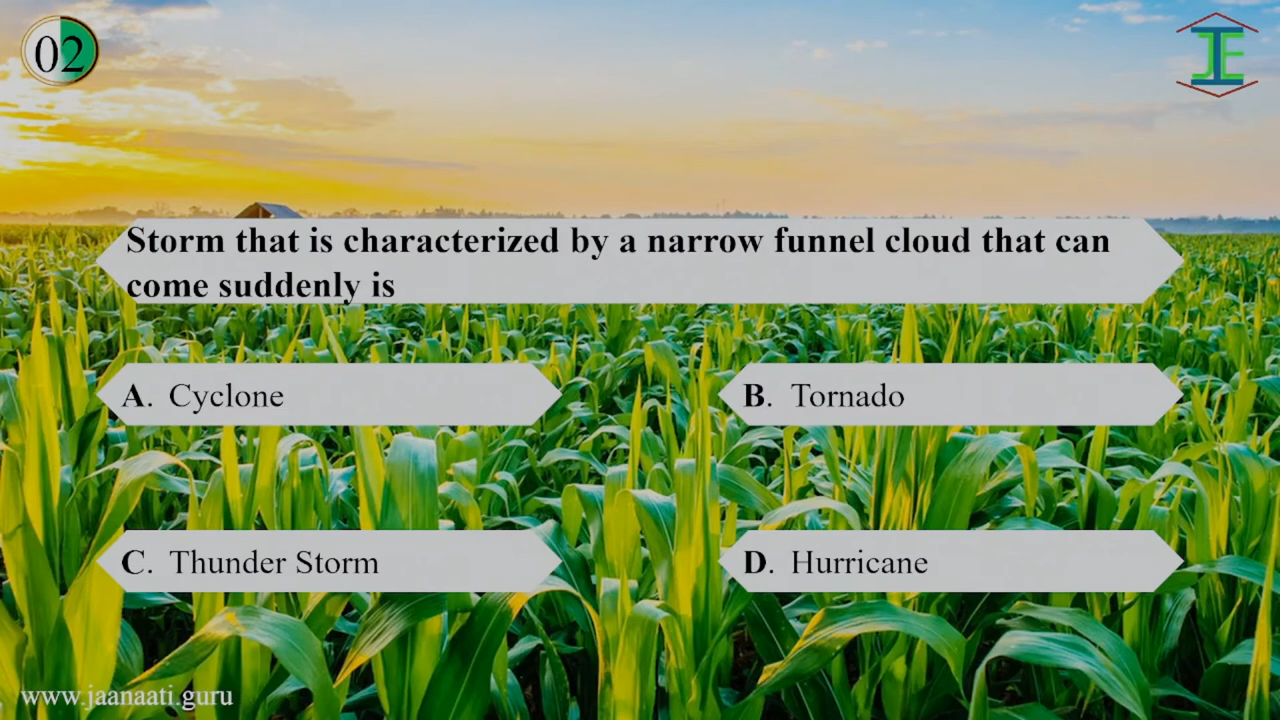 02
JE
Storm that is characterized by a narrow funnel cloud that can
come suddenly is
A. Cyclone
B. Tornado
C. Thunder Storm
D. Hurricane
www.jaanaati.guru